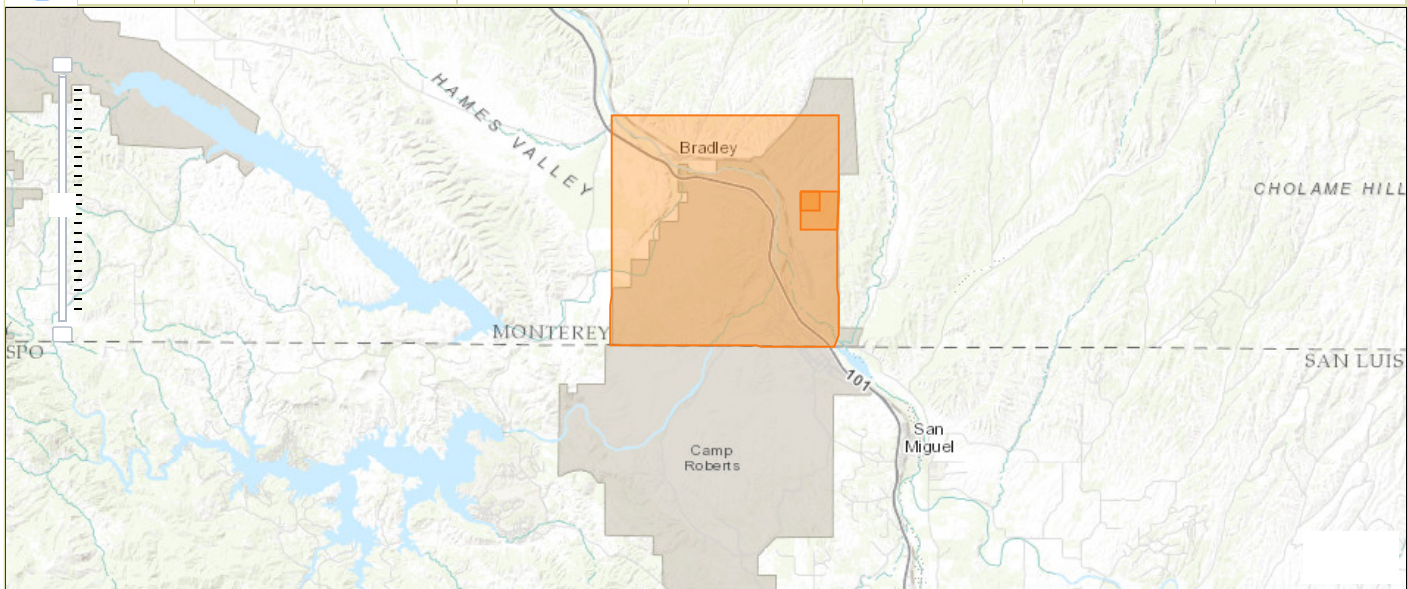 HAMES VALLEY
Bradley
CHOLAME HILL
MONTEREY
SPO
SAN LUIS
101
San
Miguel
Camp
Roberts